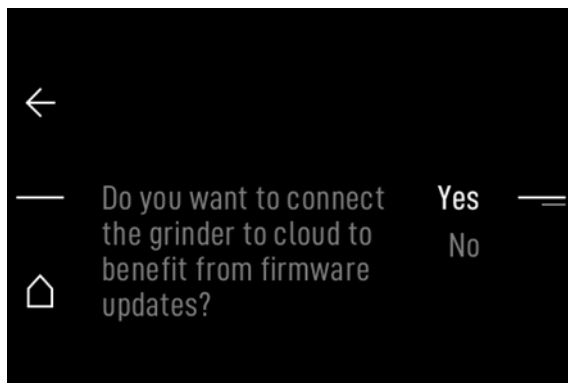 Do you want to connect
the grinder to cloud to
benefit from firmware
updates?
Yes
No